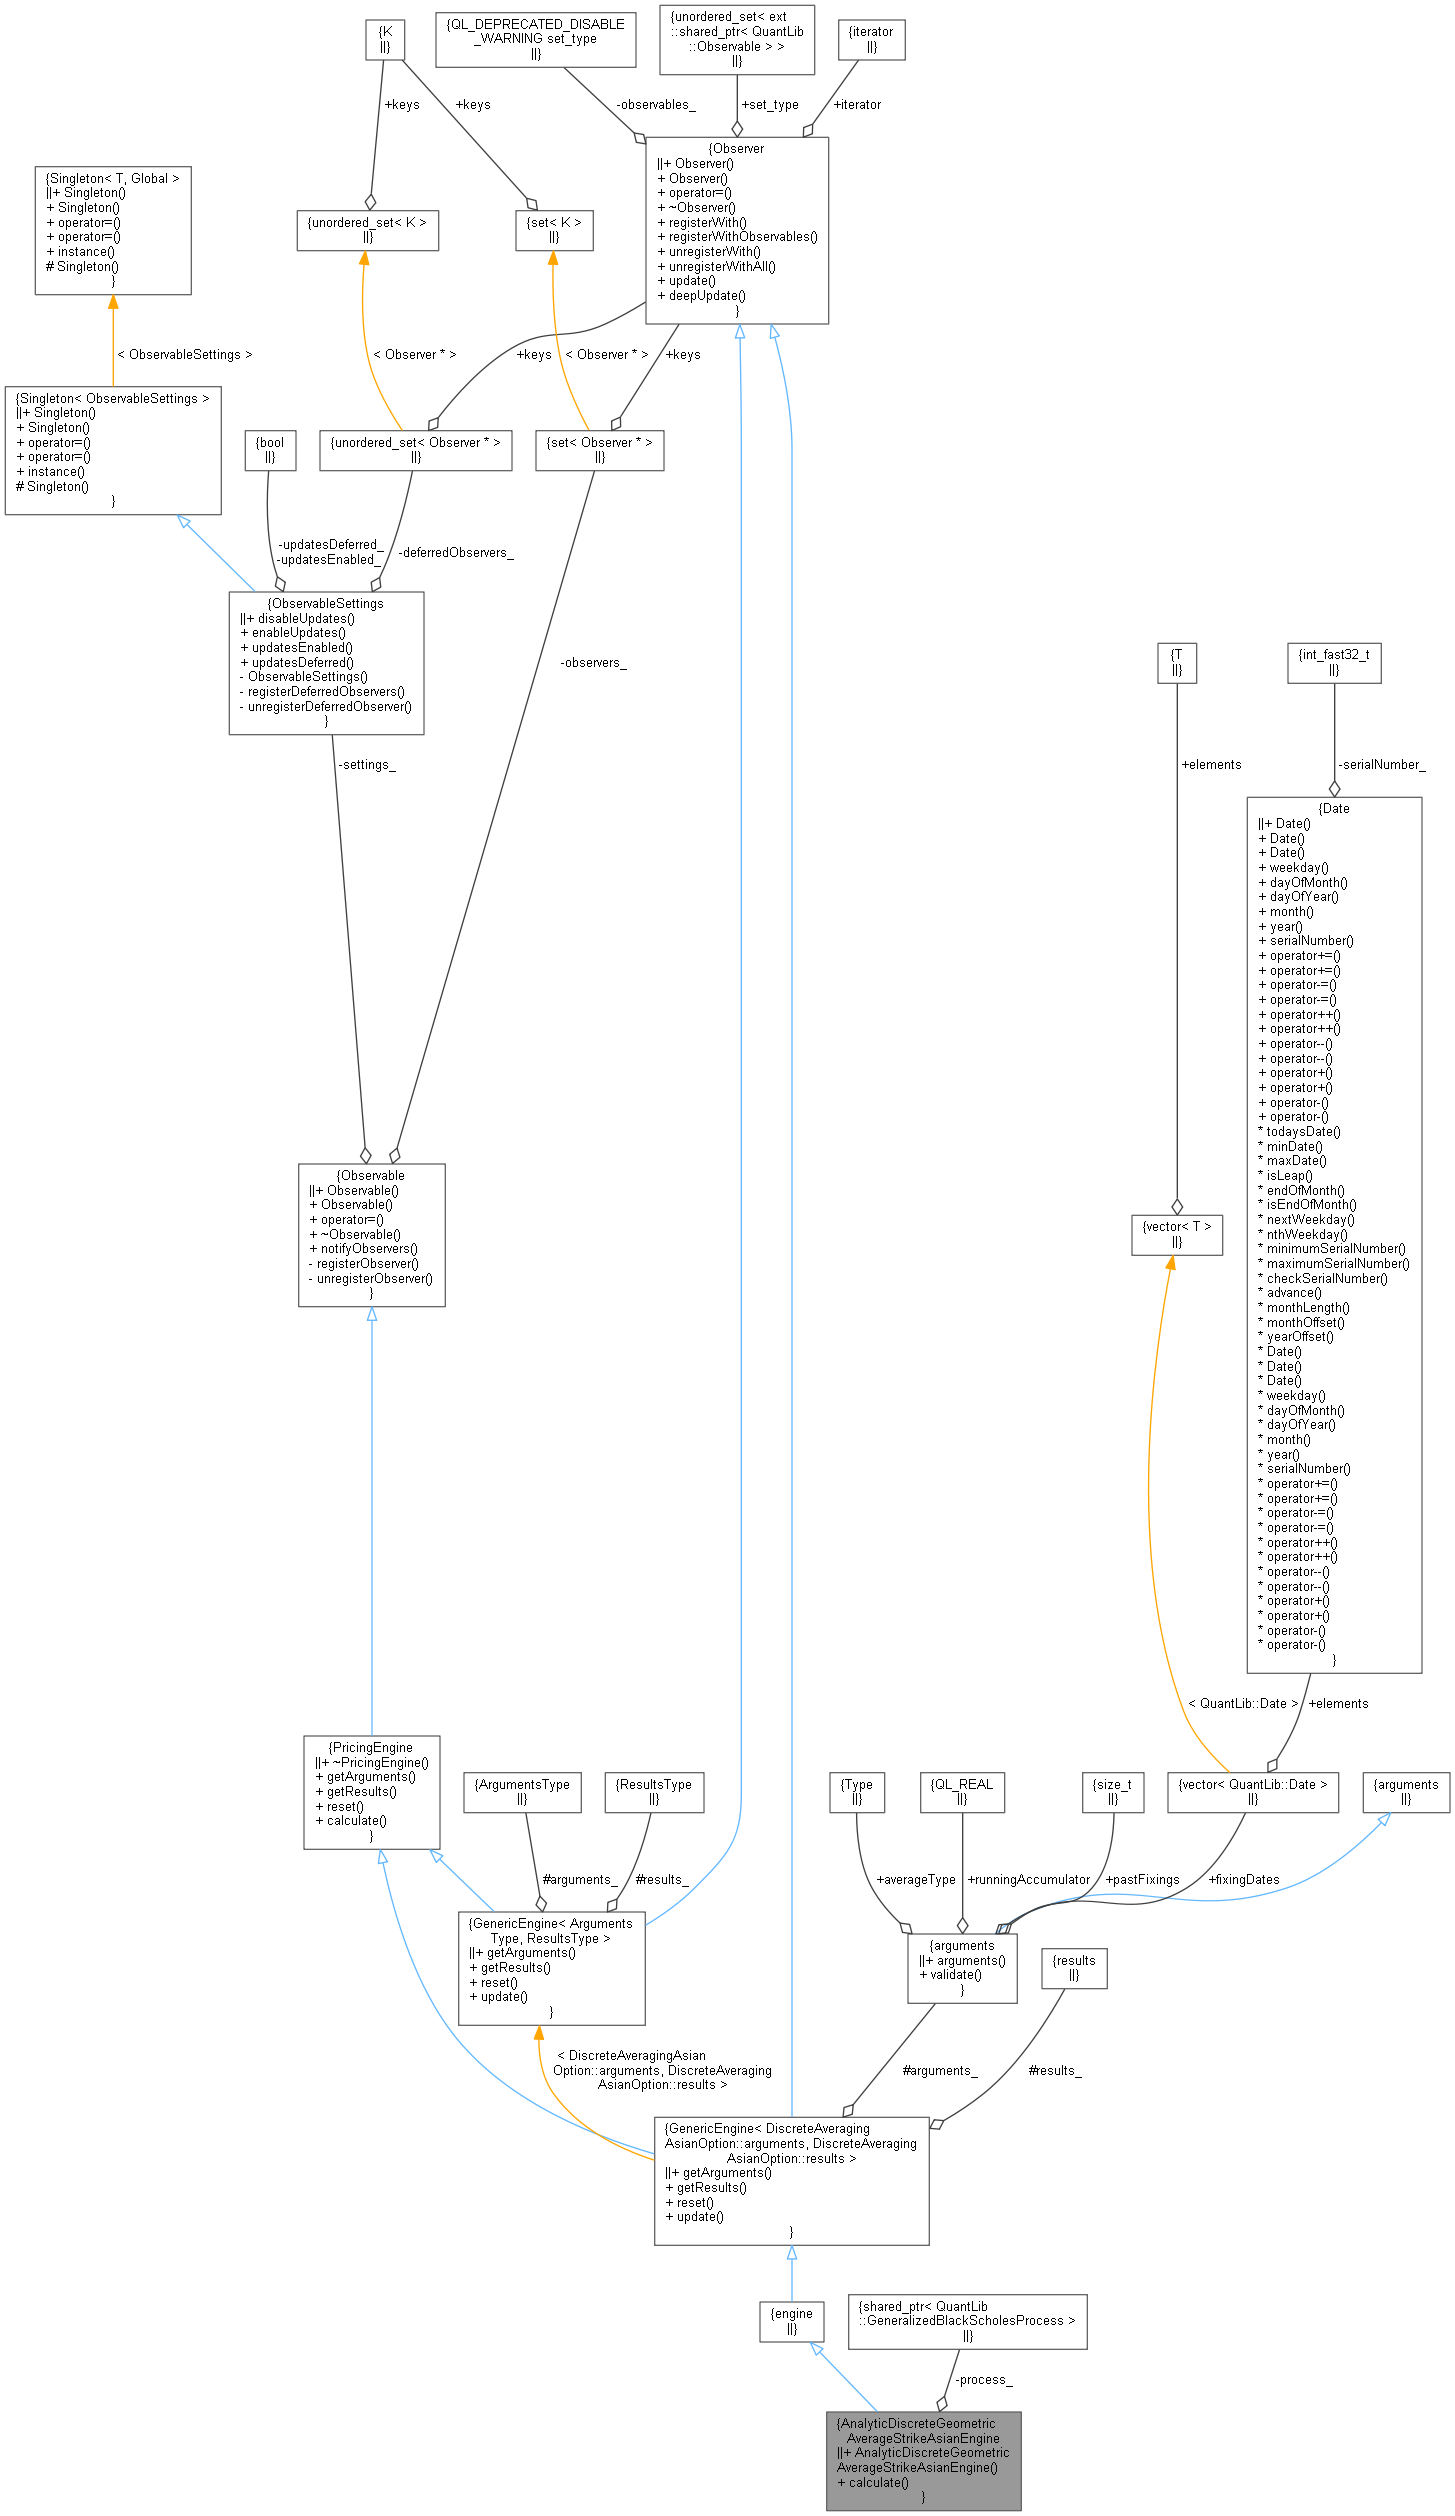 {K
||}
{QL_DEPRECATED_DISABLE
_WARNING set_type
||}
{unordered_set< ext
::shared_ptr< QuantLib
::Observable > >
||}
{iterator
||}
+keys
+keys
-observables_
+set_type
+iterator
{Observer
||+ Observer()
+ Observer()
+ operator=()
+ ~Observer()
+ registerWith()
+ registerWithObservables()
+ unregisterWith()
+ unregisterWithAll()
+ update()
+ deepUpdate()
}
{Singleton< T, Global >
||+ Singleton()
+ Singleton()
+ operator=()
+ operator=()
+ instance()
# Singleton()
}
{unordered_set< K >
||}
{set< K >
||}
< ObservableSettings >
< Observer * >
+keys
< Observer * >
+keys
{Singleton< ObservableSettings >
||+ Singleton()
+ Singleton()
+ operator=()
+ operator=()
+ instance()
# Singleton()
}
{bool
||}
{unordered_set< Observer * >
||}
{set< Observer * >
||}
-updatesDeferred_
-updatesEnabled_
-deferredObservers_
{ObservableSettings
||+ disableUpdates()
+ enableUpdates()
+ updatesEnabled()
+ updatesDeferred()
- ObservableSettings()
- registerDeferredObservers()
- unregisterDeferredObserver()
}
-observers_
{T
||}
{int_fast32_t
||}
-settings_
+elements
-serialNumber_
{Date
||+ Date()
+ Date()
+ Date()
+ weekday()
+ dayOfMonth()
+ dayOfYear()
+ month()
+ year()
+ serialNumber()
+ operator+=()
+ operator+=()
+ operator-=()
+ operator-=()
+ operator++()
+ operator++()
+ operator--()
+ operator--()
+ operator+()
+ operator+()
+ operator-()
+ operator-()
* todaysDate()
* minDate()
* maxDate()
* isLeap()
* endOfMonth()
* isEndOfMonth()
* nextWeekday()
* nthWeekday()
* minimumSerialNumber()
* maximumSerialNumber()
* checkSerialNumber()
* advance()
* monthLength()
* monthOffset()
* yearOffset()
* Date()
* Date()
* Date()
* weekday()
* dayOfMonth()
* dayOfYear()
* month()
* year()
* serialNumber()
* operator+=()
* operator+=()
* operator-=()
* operator-=()
* operator++()
* operator++()
* operator--()
* operator--()
* operator+()
* operator+()
* operator-()
* operator-()
}
{Observable
||+ Observable()
+ Observable()
+ operator=()
+ ~Observable()
+ notifyObservers()
- registerObserver()
- unregisterObserver()
}
{vector< T >
||}
< QuantLib::Date >
+elements
{PricingEngine
||+ ~PricingEngine()
+ getArguments()
+ getResults()
+ reset()
+ calculate()
}
{ArgumentsType
||}
{ResultsType
||}
{Type
||}
{QL_REAL
||}
{size_t
||}
{vector< QuantLib::Date >
||}
{arguments
||}
#arguments_
#results_
+averageType
+runningAccumulator
+pastFixings
+fixingDates
{GenericEngine< Arguments
Type, ResultsType >
||+ getArguments()
+ getResults()
+ reset()
+ update()
}
{arguments
||+ arguments()
+ validate()
}
{results
||}
< DiscreteAveragingAsian
Option::arguments, DiscreteAveraging
AsianOption::results >
#arguments_
#results_
{GenericEngine< DiscreteAveraging
AsianOption::arguments, DiscreteAveraging
AsianOption::results >
||+ getArguments()
+ getResults()
+ reset()
+ update()
}
{engine
||}
{shared_ptr< QuantLib
::GeneralizedBlackScholesProcess >
||}
-process_
{AnalyticDiscreteGeometric
AverageStrikeAsianEngine
||+ AnalyticDiscreteGeometric
AverageStrikeAsianEngine()
+ calculate()
}